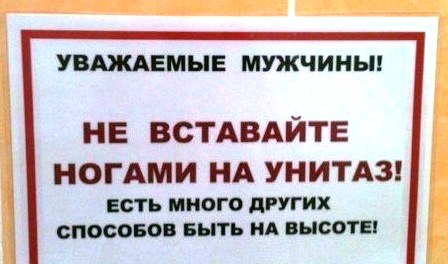 УВАЖАЕМЫЕ МУЖЧИНЫ!
НЕ ВСТАВАЙТЕ
НОГАМИ НА УНИТАЗ!
ЕСТЬ МНОГО ДРУГИХ
СПОСОБОВ БЫТЬ НА ВЫСОТЕ!